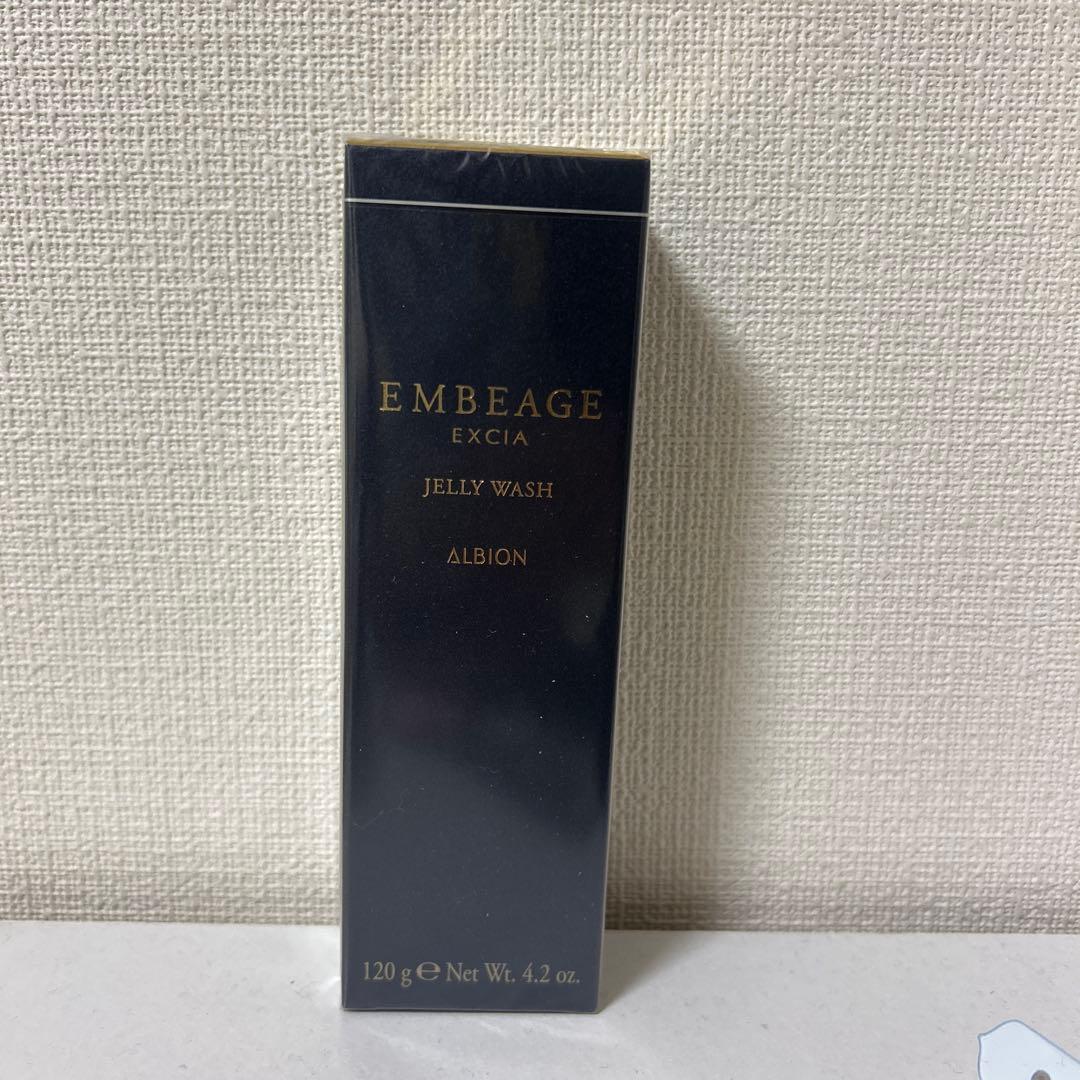 EMBEAGE
EXCIA
JELLY WASH
ALBION
120 g ℮ Net Wt. 4.2 oz.